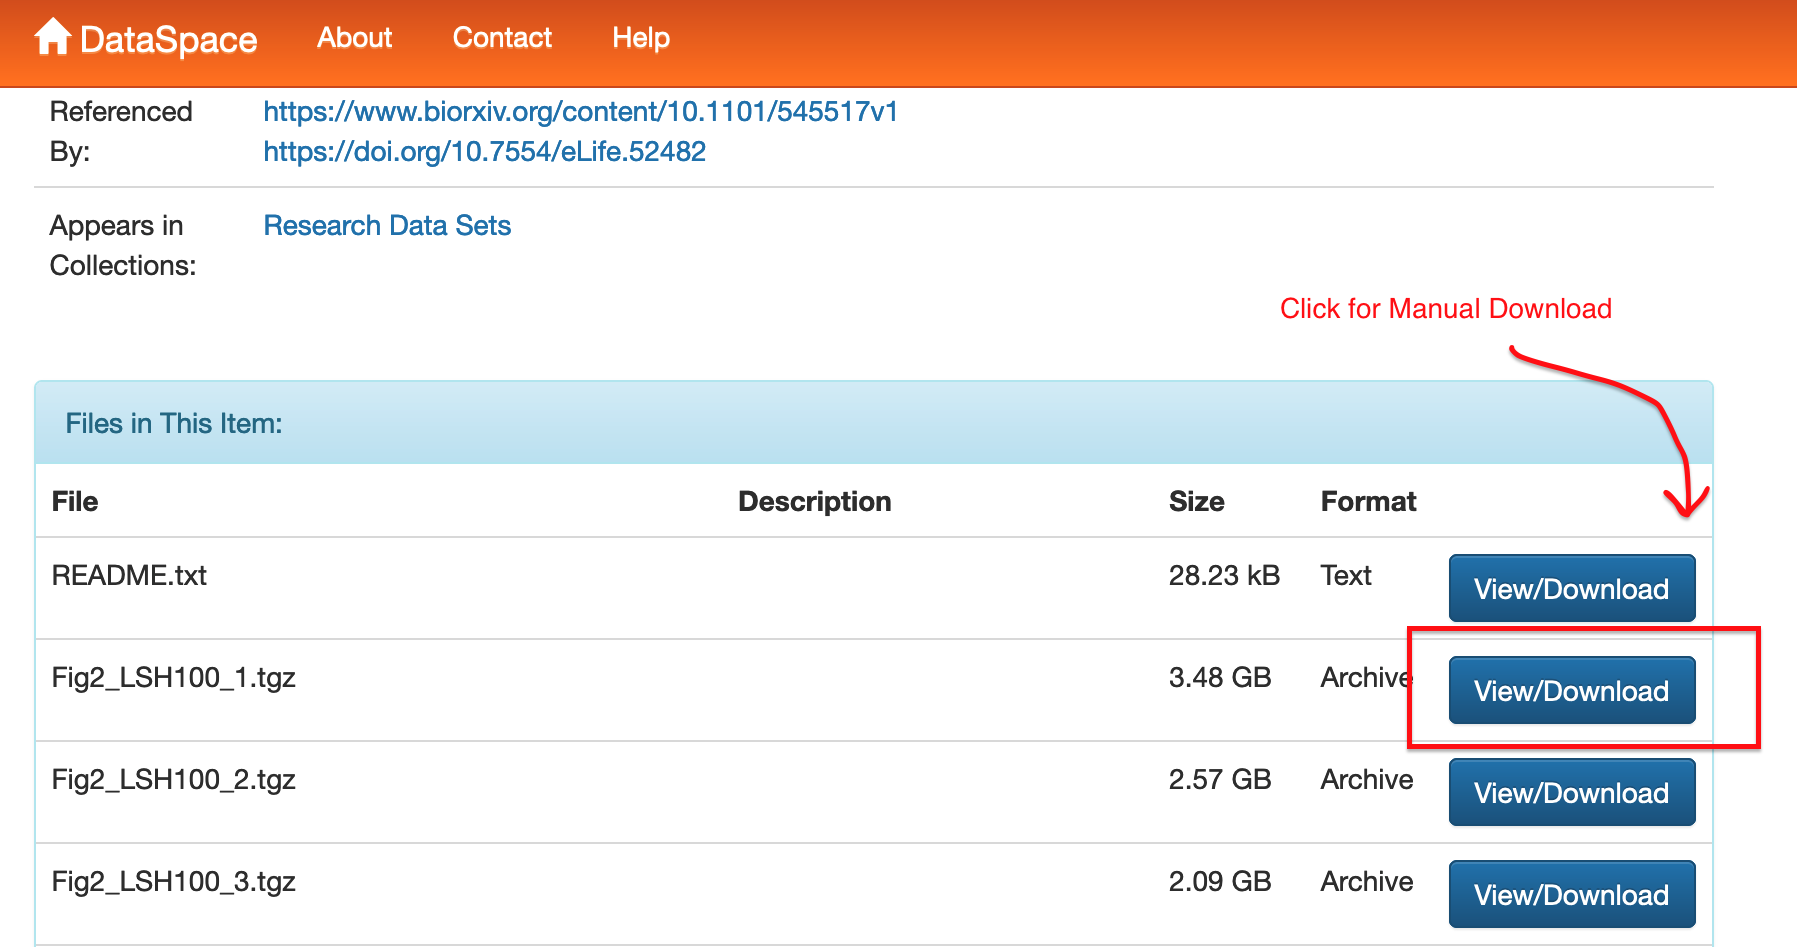 DataSpace About Contact Help
Referenced https://www.biorxiv.org/content/10.1101/545517v1
By: https://doi.org/10.7554/eLife.52482
Appears in Research Data Sets
Collections:
Click for Manual Download
Files in This Item:
File Description Size Format
README.txt 28.23 kB Text View/Download
Fig2_LSH100_1.tgz 3.48 GB Archive View/Download
Fig2_LSH100_2.tgz 2.57 GB Archive View/Download
Fig2_LSH100_3.tgz 2.09 GB Archive View/Download